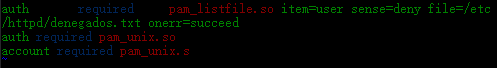 auth required pam_listfile.so item=user sense=deny file=/etc
/httpd/denegados.txt onerr=succeed
auth required pam_unix.so
account required pam_unix.s